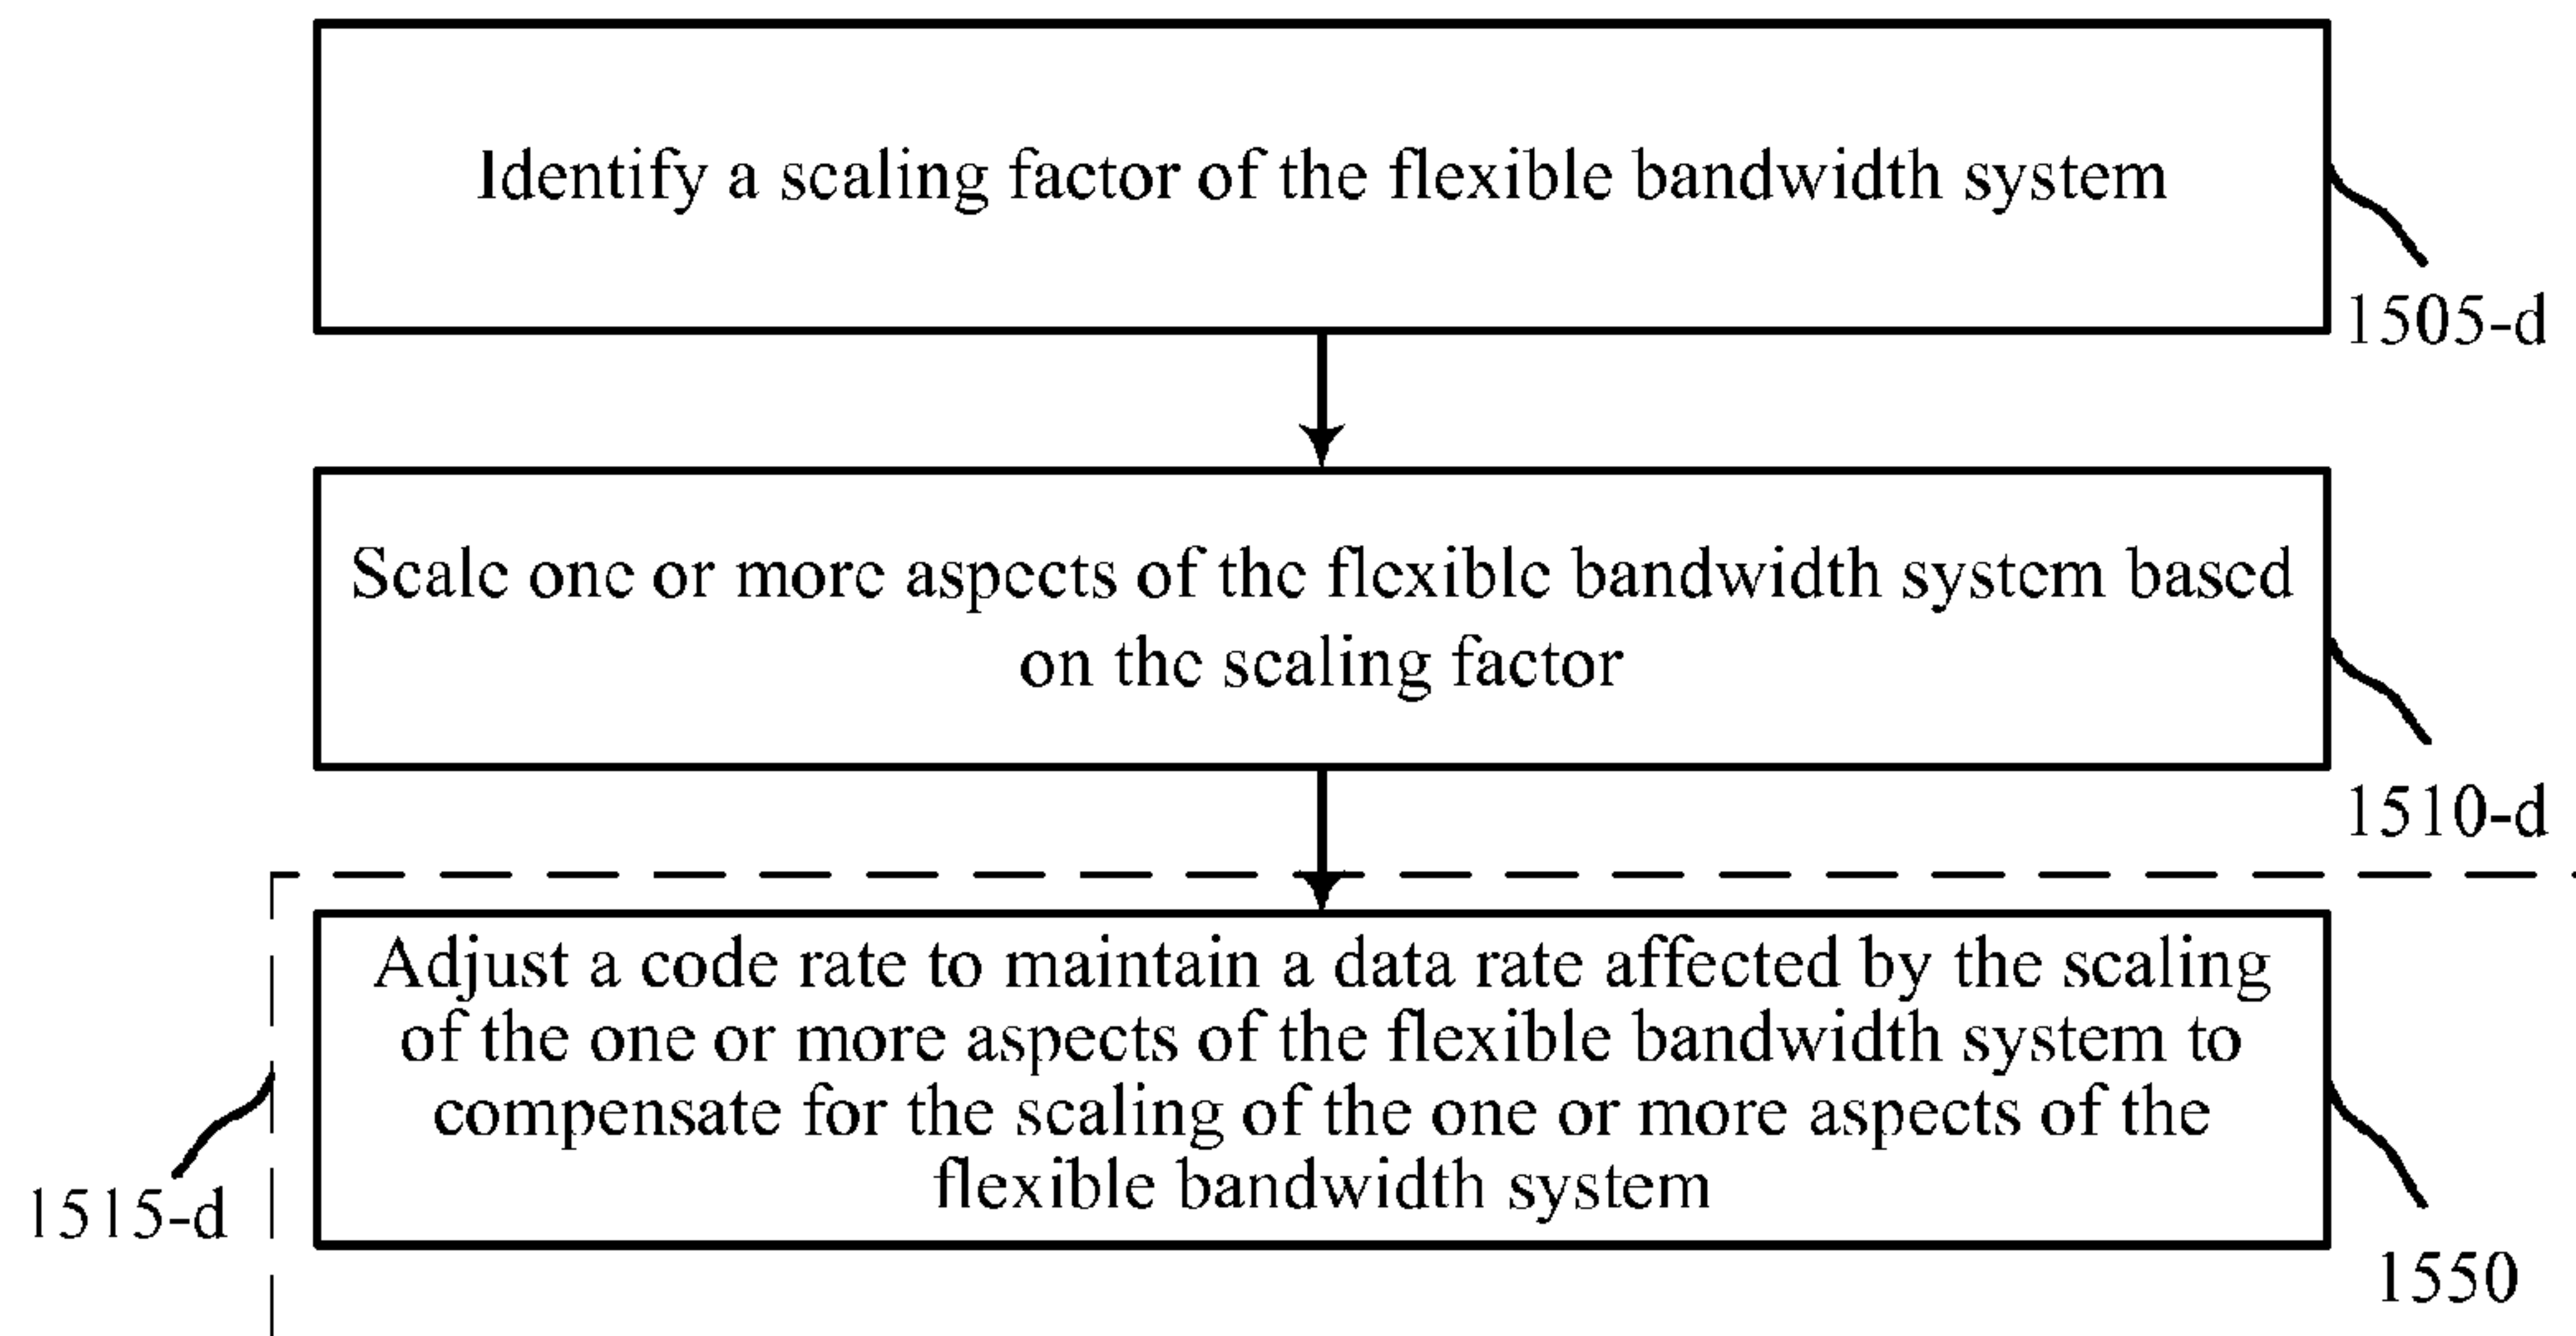 Identify a scaling factor of the flexible bandwidth system
1505-d
Scale one or more aspects of the flexible bandwidth system based
on the scaling factor
1510-d
Adjust a code rate to maintain a data rate affected by the scaling
of the one or more aspects of the flexible bandwidth system to
compensate for the scaling of the one or more aspects of the
flexible bandwidth system
1515-d
1550